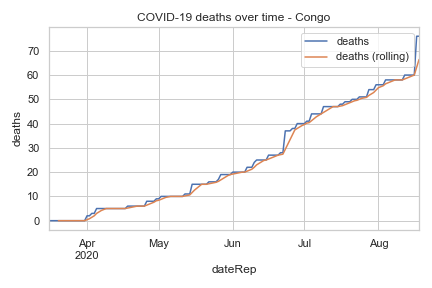 COVID-19 deaths over time - Congo
deaths
deaths (rolling)
deaths
70
60
50
40
30
20
10
0
Apr
2020
May
Jun
Jul
Aug
dateRep